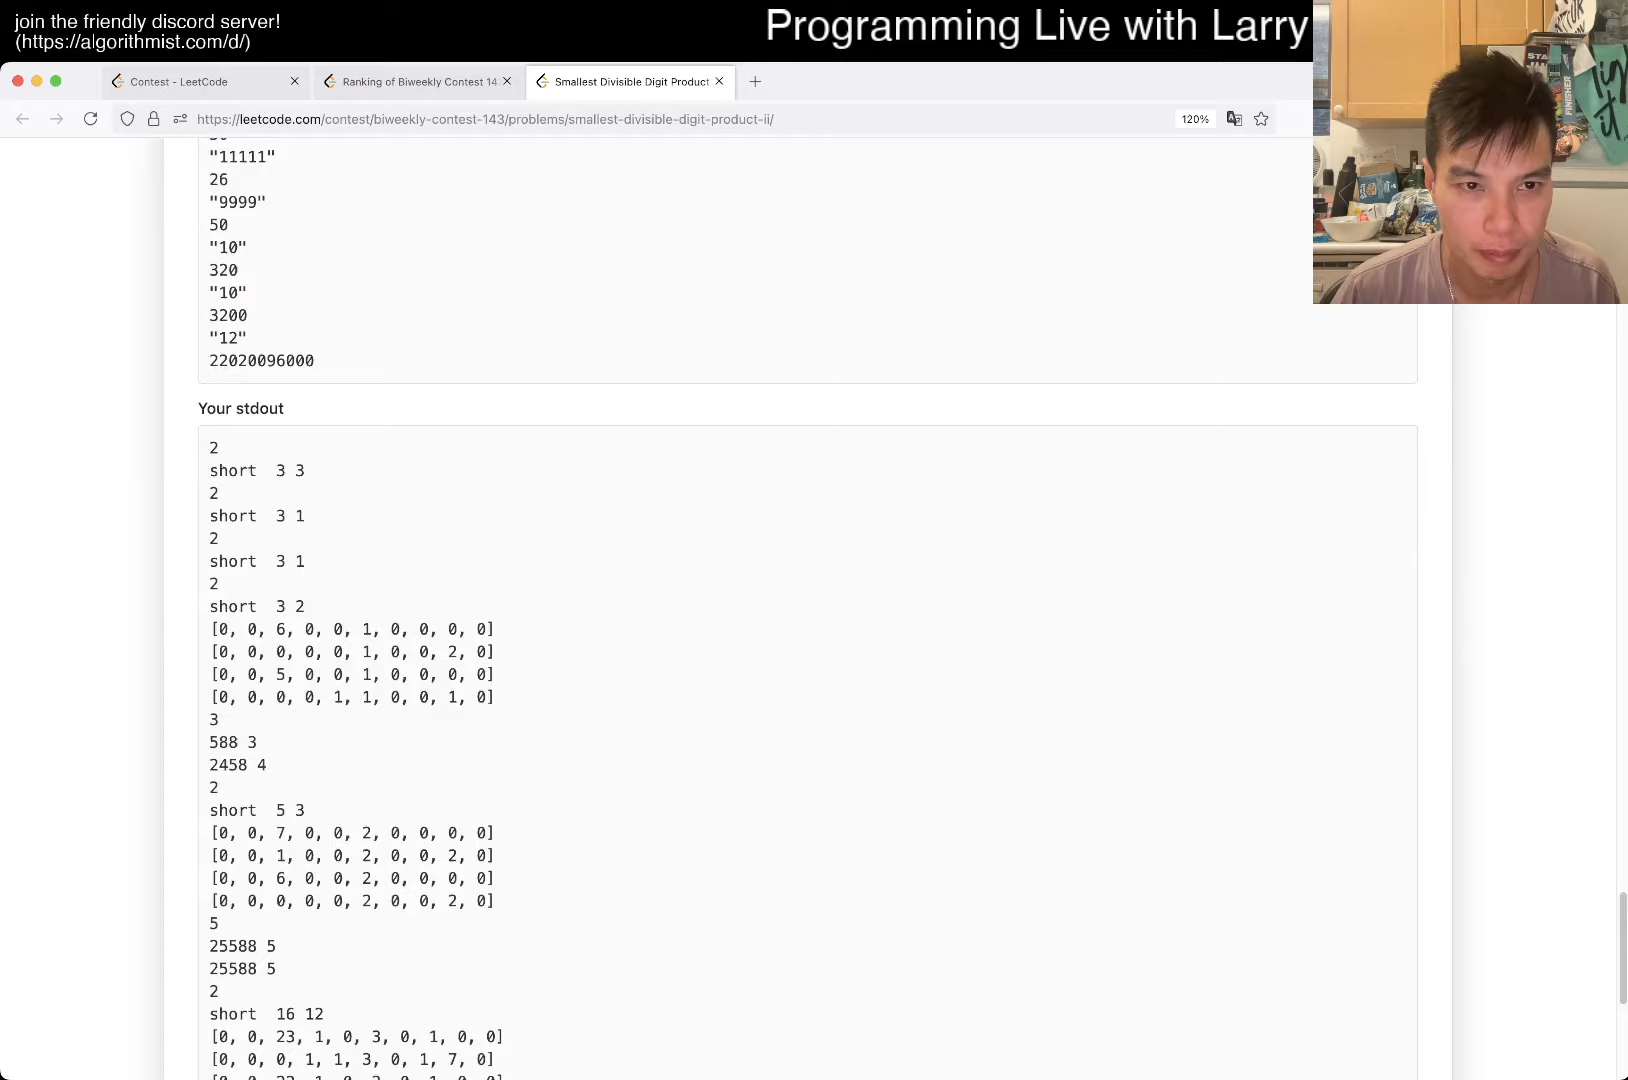 join the friendly discord server!
(https://algorithmist.com/d/)
Programming Live with Larry
Contest - LeetCode
Ranking of Biweekly Contest 14
Smallest Divisible Digit Product
https://leetcode.com/contest/biweekly-contest-143/problems/smallest-divisible-digit-product-ii/
120%
"11111"
26
"9999"
50
"10"
320
"10"
3200
"12"
22020096000
Your stdout
2
short  3 3
2
short  3 1
2
short  3 1
2
short  3 2
[0, 0, 6, 0, 0, 1, 0, 0, 0, 0]
[0, 0, 0, 0, 0, 1, 0, 0, 2, 0]
[0, 0, 5, 0, 0, 1, 0, 0, 0, 0]
[0, 0, 0, 0, 1, 1, 0, 0, 1, 0]
3
588 3
2458 4
2
short  5 3
[0, 0, 7, 0, 0, 2, 0, 0, 0, 0]
[0, 0, 1, 0, 0, 2, 0, 0, 2, 0]
[0, 0, 6, 0, 0, 2, 0, 0, 0, 0]
[0, 0, 0, 0, 0, 2, 0, 0, 2, 0]
5
25588 5
25588 5
2
short  16 12
[0, 0, 23, 1, 0, 3, 0, 1, 0, 0]
[0, 0, 0, 1, 1, 3, 0, 1, 7, 0]
FINISHER